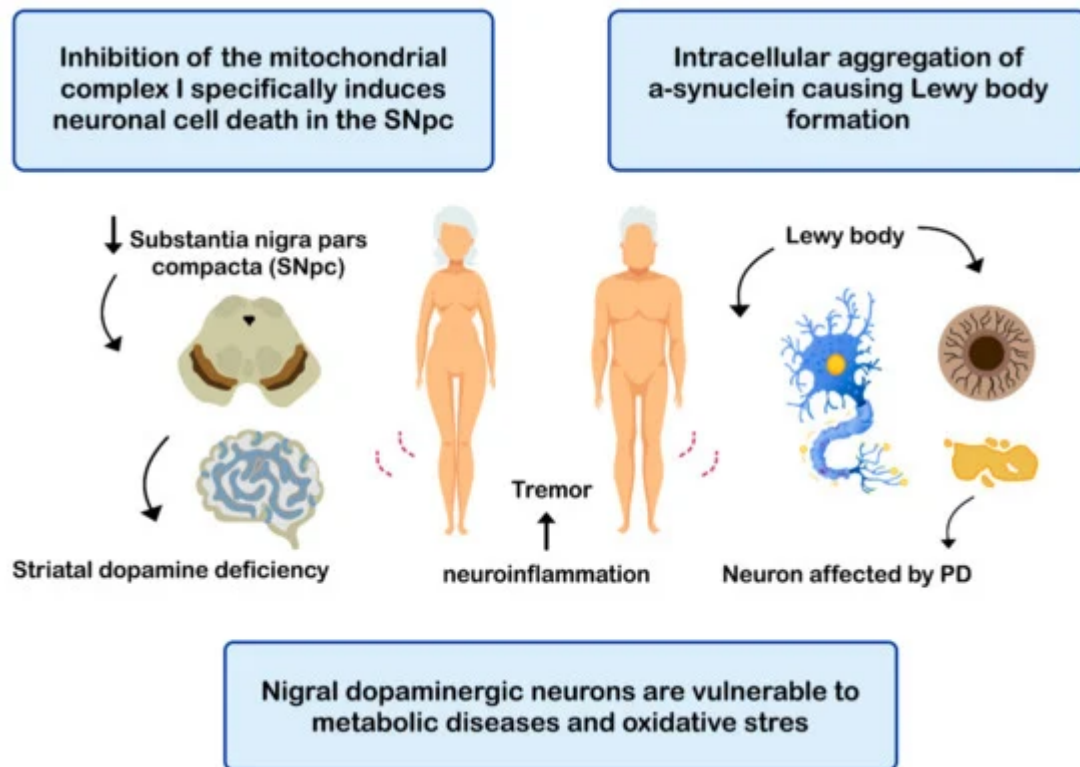 Inhibition of the mitochondrial
complex I specifically induces
neuronal cell death in the SNpc
Intracellular aggregation of
a-synuclein causing Lewy body
formation
Substantia nigra pars
compacta (SNpc)
Lewy body
Tremor
Striatal dopamine deficiency
neuroinflammation
Neuron affected by PD
Nigral dopaminergic neurons are vulnerable to
metabolic diseases and oxidative stres